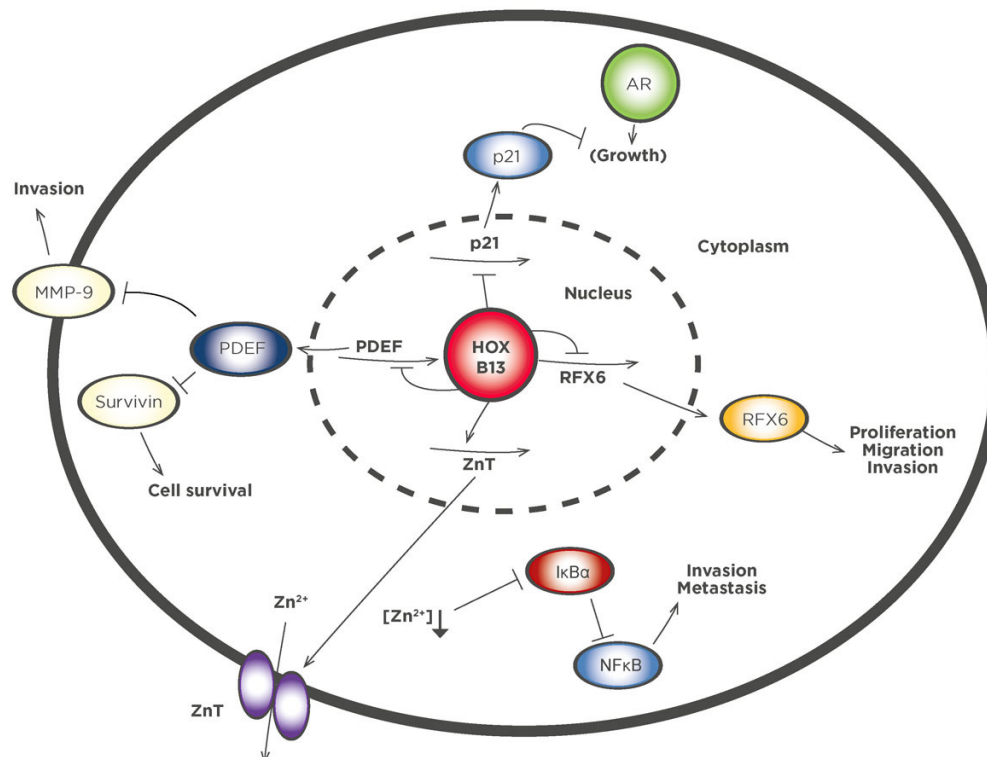 AR
p21
(Growth)
Invasion
p21
Cytoplasm
MMP-9
Nucleus
PDEF
PDEF
HOX
B13
RFX6
Survivin
RFX6
Proliferation
Migration
Invasion
ZnT
Cell survival
IκBα
Invasion
Metastasis
Zn²⁺
[Zn²⁺]
NFκB
ZnT